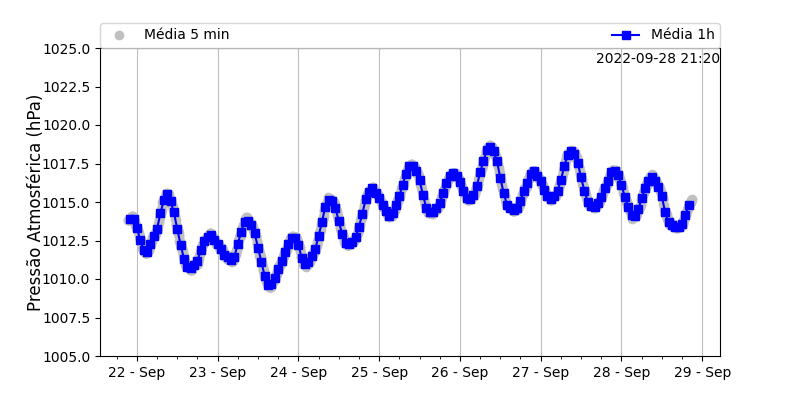 Média 5 min
Média 1h
2022-09-28 21:20
Pressão Atmosférica (hPa)
1025.0
1022.5
1020.0
1017.5
1015.0
1012.5
1010.0
1007.5
1005.0
22 - Sep
23 - Sep
24 - Sep
25 - Sep
26 - Sep
27 - Sep
28 - Sep
29 - Sep